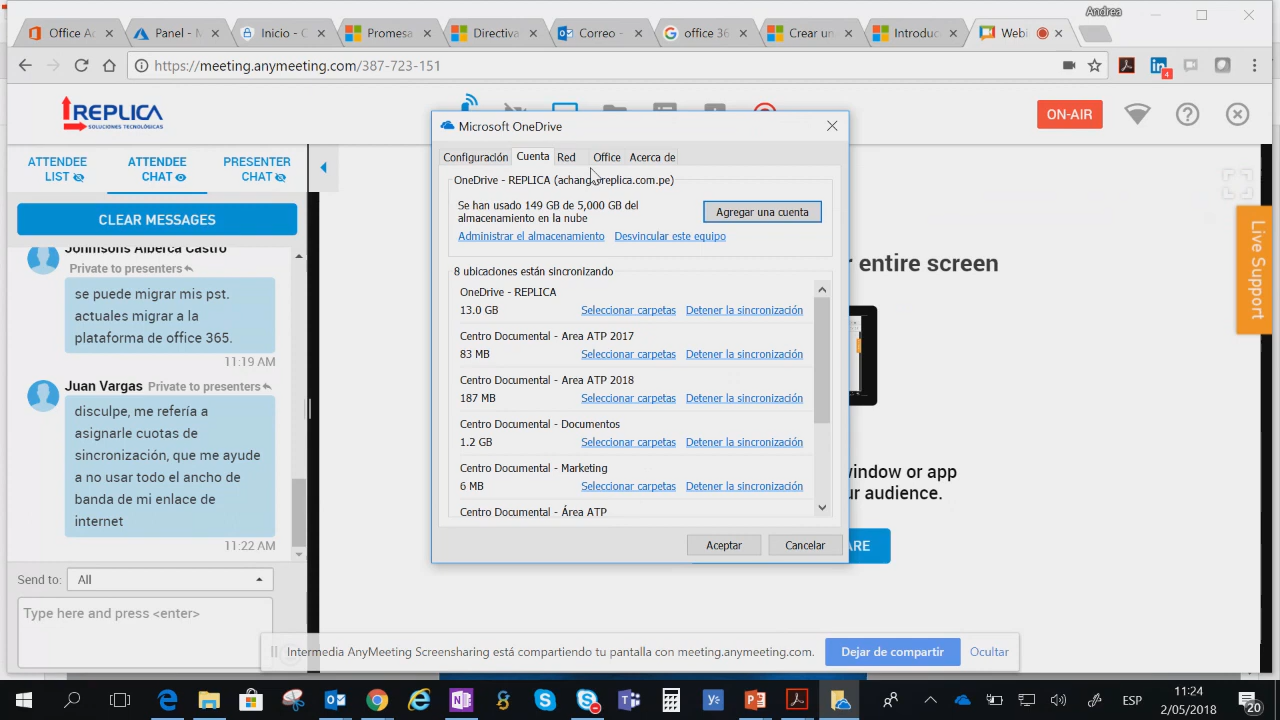 Andrea
Office Ar
Panel - M
Inicio - C
Promesa
Directiva
Correo -
office 36
Crear un
Introduc
Webi
https://meeting.anymeeting.com/387-723-151
4
REPLICA
SOLUCIONES TECNOLÓGICAS
ON-AIR
ATTENDEE LIST
ATTENDEE CHAT
PRESENTER CHAT
CLEAR MESSAGES
Johmsons Alberca Castro
Private to presenters
se puede migrar mis pst.
actuales migrar a la
plataforma de office 365.
11:19 AM
Juan Vargas Private to presenters
disculpe, me refería a
asignarle cuotas de
sincronización, que me ayude
a no usar todo el ancho de
banda de mi enlace de
internet
11:22 AM
Send to: All
Type here and press <enter>
Microsoft OneDrive
Configuración Cuenta Red Office Acerca de
OneDrive - REPLICA (achang@replica.com.pe)
Se han usado 149 GB de 5,000 GB del
almacenamiento en la nube
Agregar una cuenta
Administrar el almacenamiento Desvincular este equipo
8 ubicaciones están sincronizando
OneDrive - REPLICA
13.0 GB Seleccionar carpetas Detener la sincronización
Centro Documental - Area ATP 2017
83 MB Seleccionar carpetas Detener la sincronización
Centro Documental - Area ATP 2018
187 MB Seleccionar carpetas Detener la sincronización
Centro Documental - Documentos
1.2 GB Seleccionar carpetas Detener la sincronización
Centro Documental - Marketing
6 MB Seleccionar carpetas Detener la sincronización
Centro Documental - Área ATP
Aceptar Cancelar
r entire screen
window or app
ur audience.
ARE
Live Support
Intermedia AnyMeeting Screensharing está compartiendo tu pantalla con meeting.anymeeting.com.
Dejar de compartir
Ocultar
ESP
11:24
2/05/2018
20